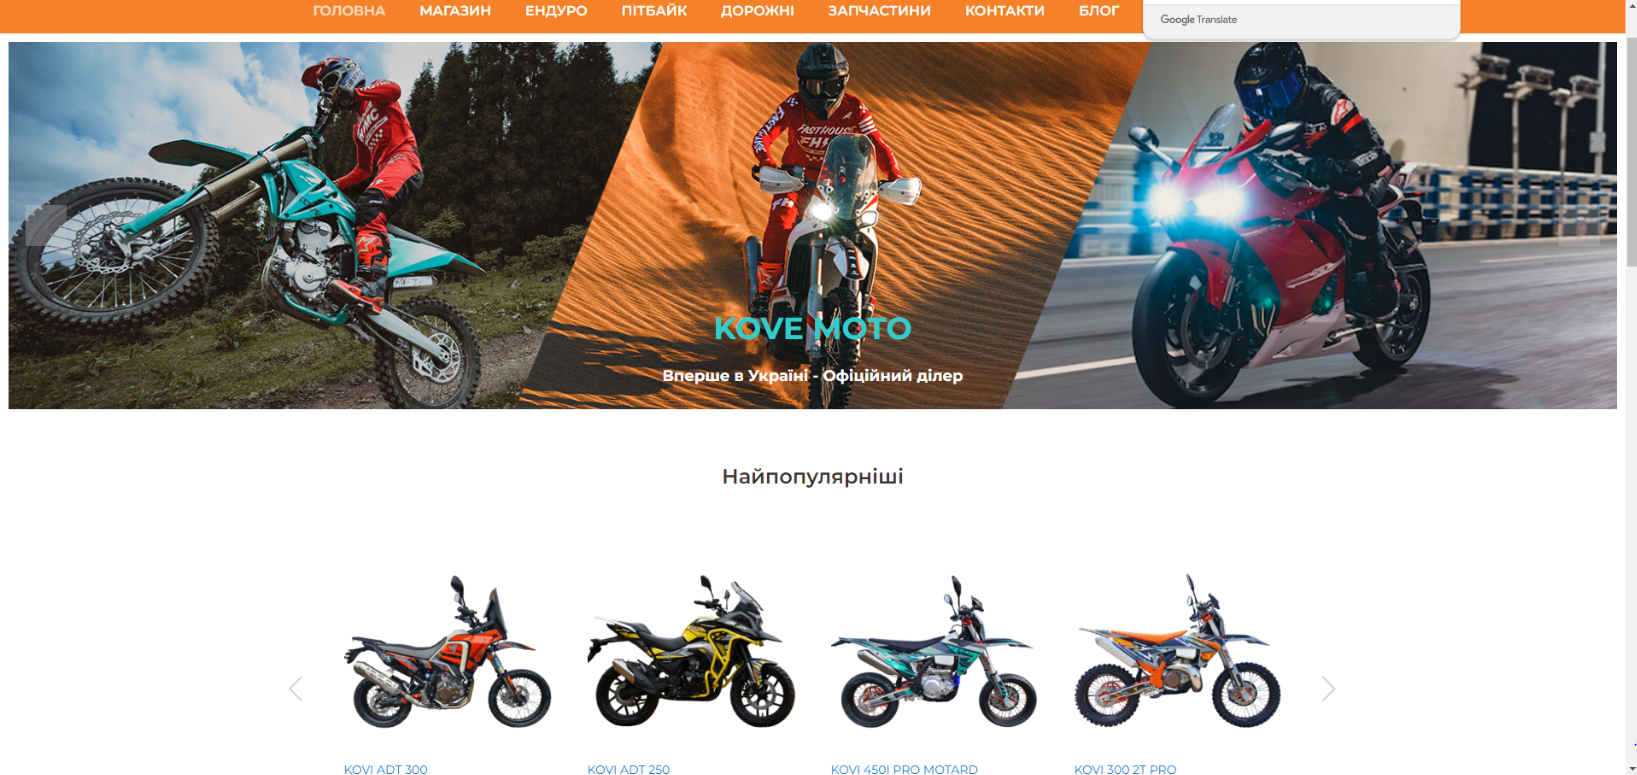 ГОЛОВНА МАГАЗИН ЕНДУРО ПІТБАЙК ДОРОЖНІ ЗАПЧАСТИНИ КОНТАКТИ БЛОГ
Google Translate
FASTHOUSE
KOVE MOTO
Вперше в Україні - Офіційний ділер
Найпопулярніші
KOVI ADT 300
KOVI ADT 250
KOVI 450I PRO MOTARD
KOVI 300 2T PRO